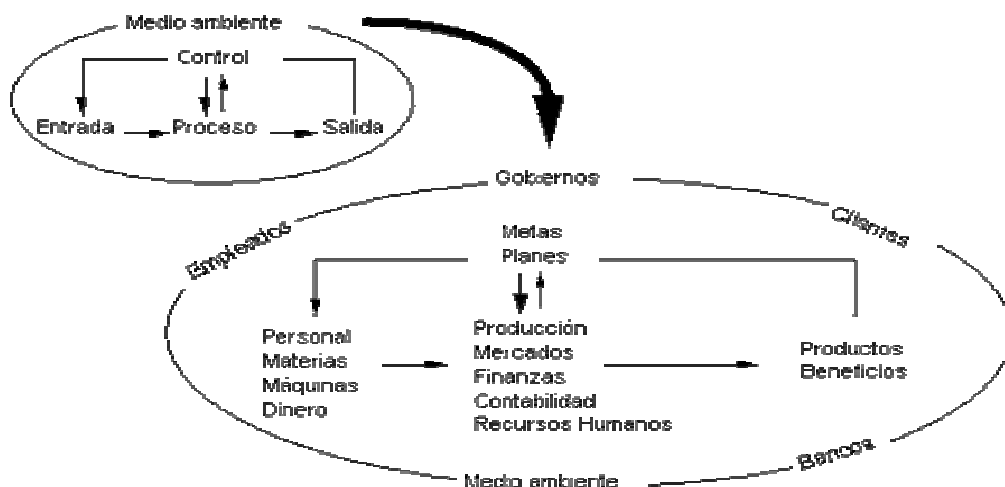 Medio ambiente
Control
Entrada
Proceso
Salida
Gobiernos
Empleados
Clientes
Metas
Planes
Personal
Materias
Máquinas
Dinero
Producción
Mercados
Finanzas
Contabilidad
Recursos Humanos
Productos
Beneficios
Bancos
Medio ambiente